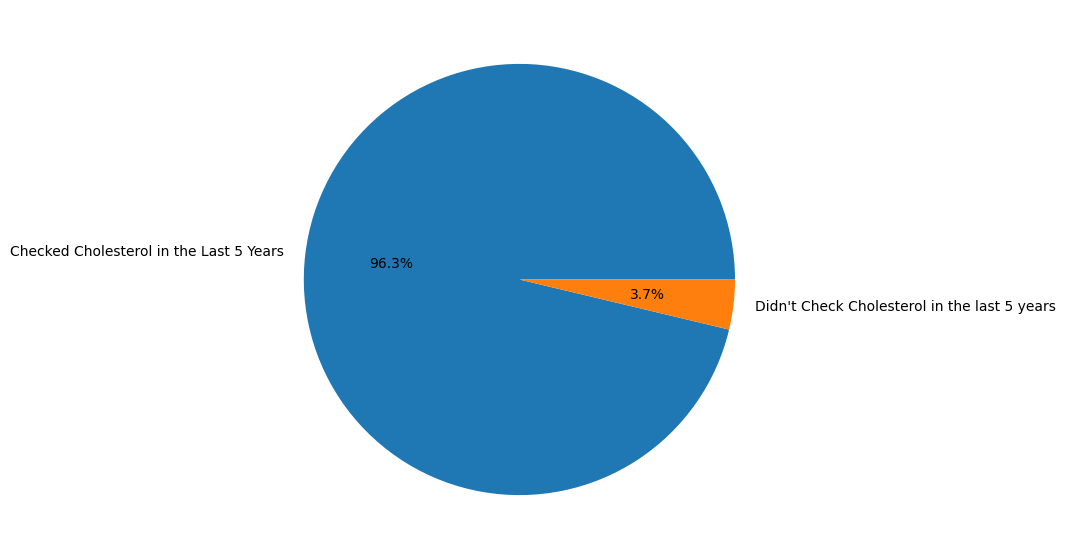 Checked Cholesterol in the Last 5 Years
96.3%
3.7%
Didn't Check Cholesterol in the last 5 years